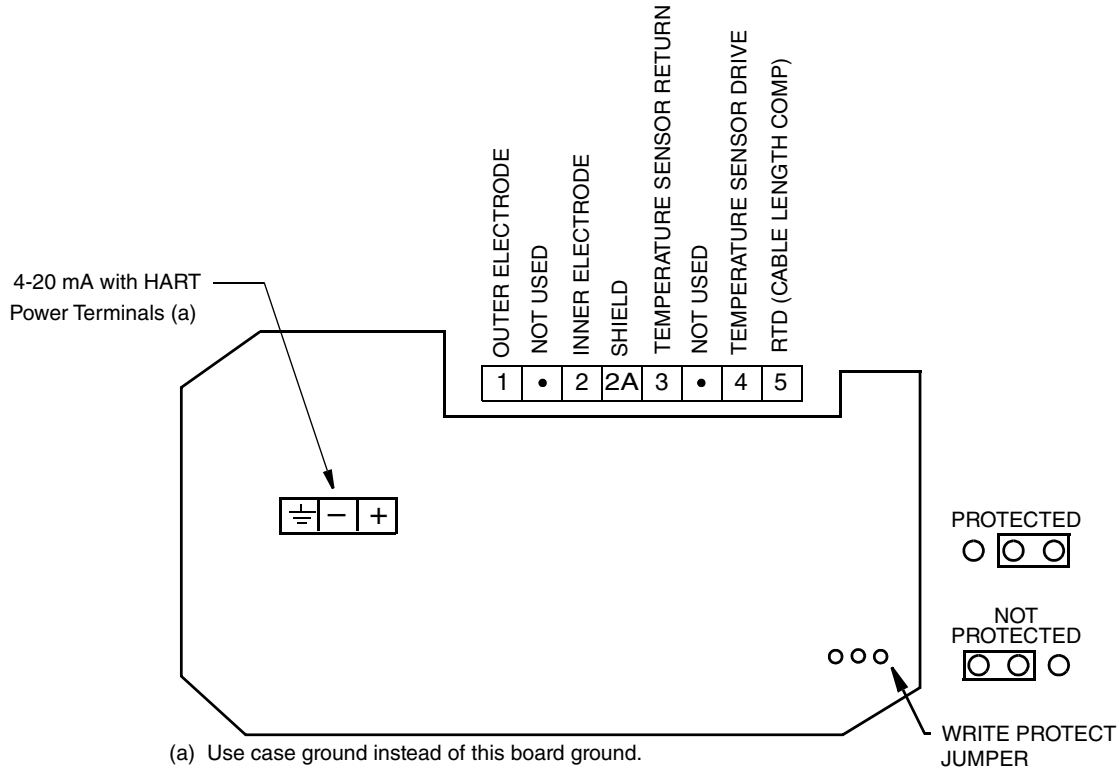 OUTER ELECTRODE
NOT USED
INNER ELECTRODE
SHIELD
TEMPERATURE SENSOR RETURN
NOT USED
TEMPERATURE SENSOR DRIVE
RTD (CABLE LENGTH COMP)
1 • 2 2A 3 • 4 5
4-20 mA with HART
Power Terminals (a)
− +
PROTECTED
NOT
PROTECTED
WRITE PROTECT
JUMPER
(a) Use case ground instead of this board ground.